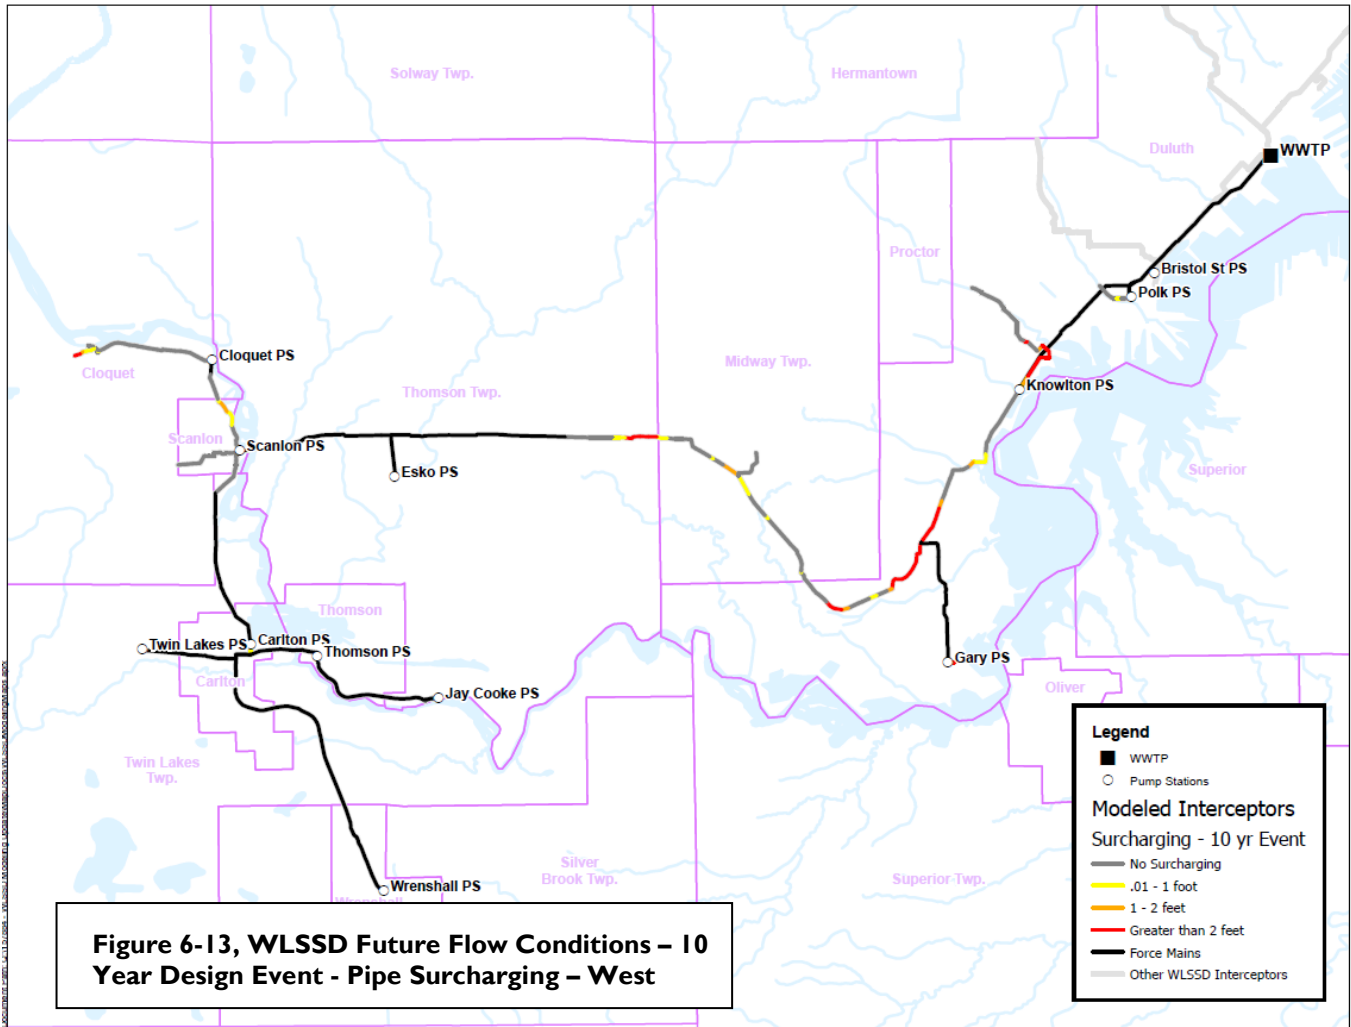 Solway Twp.
Hermantown
Duluth
WWTP
Proctor
Bristol St PS
Polk PS
Cloquet PS
Cloquet
Midway Twp.
Thomson Twp.
Knowlton PS
Scanlon
Scanlon PS
Esko PS
Superior
Thomson
Twin Lakes PS
Carlton PS
Thomson PS
Gary PS
Carlton
Jay Cooke PS
Oliver
Twin Lakes
Twp.
Silver
Brook Twp.
Superior Twp.
Wrenshall PS
Wrenshall
Legend
WWTP
Pump Stations
Modeled Interceptors
Surcharging - 10 yr Event
No Surcharging
.01 - 1 foot
1 - 2 feet
Greater than 2 feet
Force Mains
Other WLSSD Interceptors
Figure 6-13, WLSSD Future Flow Conditions – 10
Year Design Event - Pipe Surcharging – West